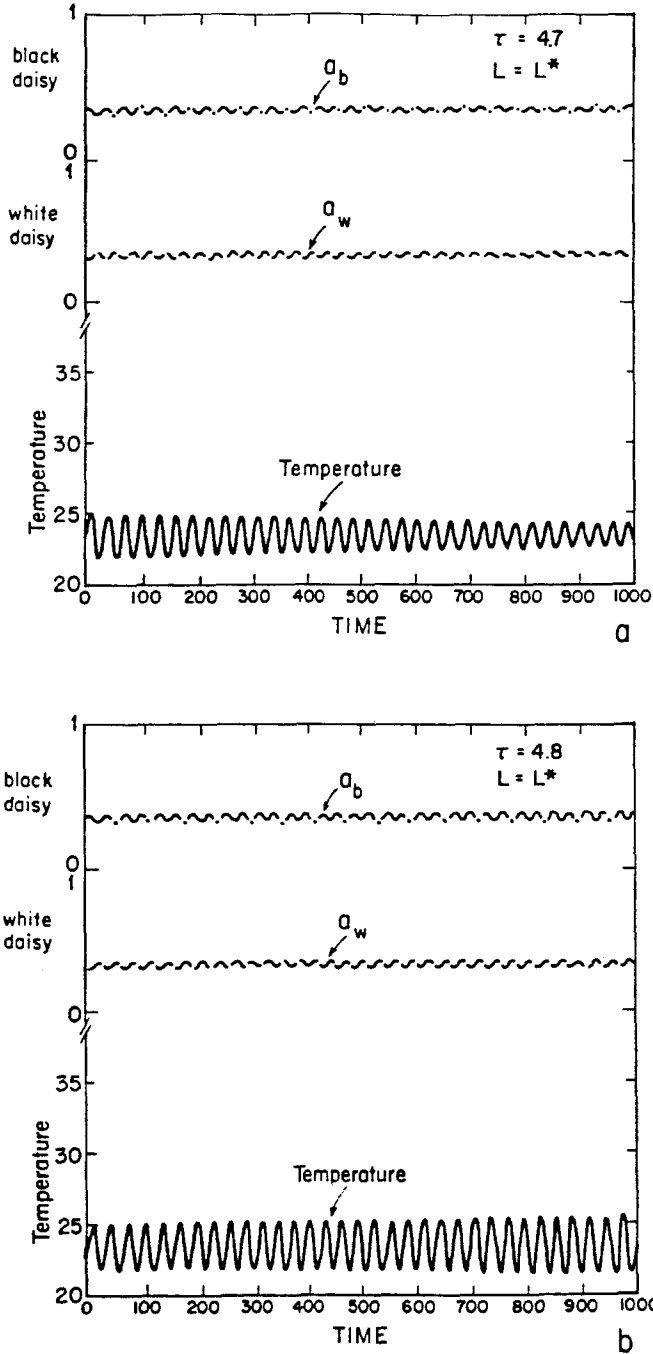 1
τ = 4.7
L = L*
black
daisy
a_b
0
1
white
daisy
a_w
0
35
30
25
20
Temperature
Temperature
0 100 200 300 400 500 600 700 800 900 1000
TIME
a
1
τ = 4.8
L = L*
black
daisy
a_b
0
1
white
daisy
a_w
0
35
30
25
20
Temperature
Temperature
0 100 200 300 400 500 600 700 800 900 1000
TIME
b